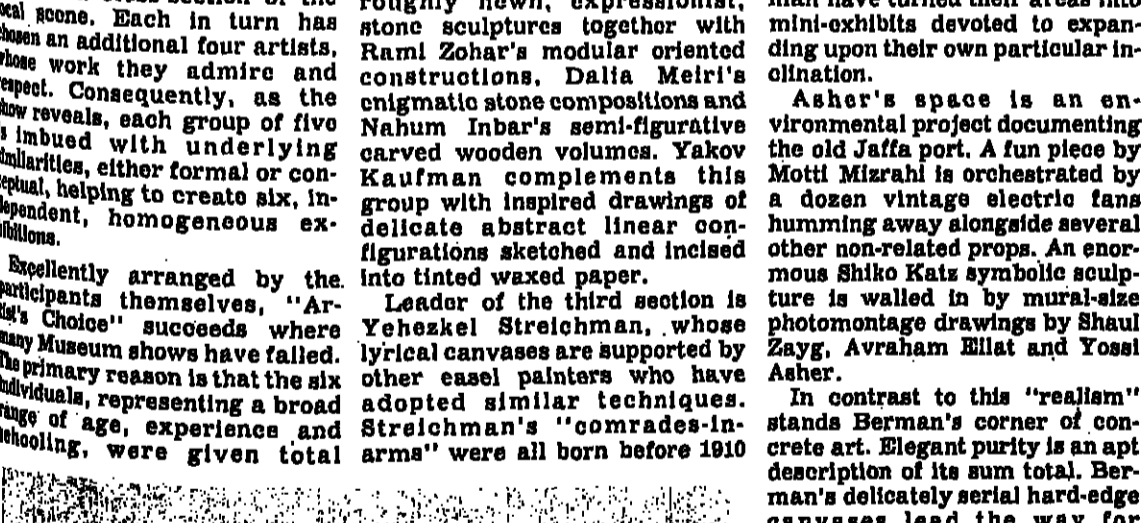 local scene. Each in turn has
chosen an additional four artists,
whose work they admire and
respect. Consequently, as the
show reveals, each group of five
is imbued with underlying
similarities, either formal or con-
ceptual, helping to create six, in-
dependent, homogeneous ex-
hibitions.
Excellently arranged by the
participants themselves, "Ar-
tist's Choice" succeeds where
many Museum shows have failed.
The primary reason is that the six
individuals, representing a broad
range of age, experience and
schooling, were given total
roughly hewn, expressionist,
stone sculptures together with
Rami Zohar's modular oriented
constructions, Dalia Meiri's
enigmatic stone compositions and
Nahum Inbar's semi-figurative
carved wooden volumes. Yakov
Kaufman complements this
group with inspired drawings of
delicate abstract linear con-
figurations sketched and incised
into tinted waxed paper.
Leader of the third section is
Yehezkel Streichman, whose
lyrical canvases are supported by
other easel painters who have
adopted similar techniques.
Streichman's "comrades-in-
arms" were all born before 1910
man have turned their areas into
mini-exhibits devoted to expan-
ding upon their own particular in-
clination.
Asher's space is an en-
vironmental project documenting
the old Jaffa port. A fun piece by
Motti Mizrahi is orchestrated by
a dozen vintage electric fans
humming away alongside several
other non-related props. An enor-
mous Shiko Katz symbolic sculp-
ture is walled in by mural-size
photomontage drawings by Shaul
Zayg, Avraham Eilat and Yossi
Asher.
In contrast to this "realism"
stands Berman's corner of con-
crete art. Elegant purity is an apt
description of its sum total. Ber-
man's delicately serial hard-edge
canvases lead the way for